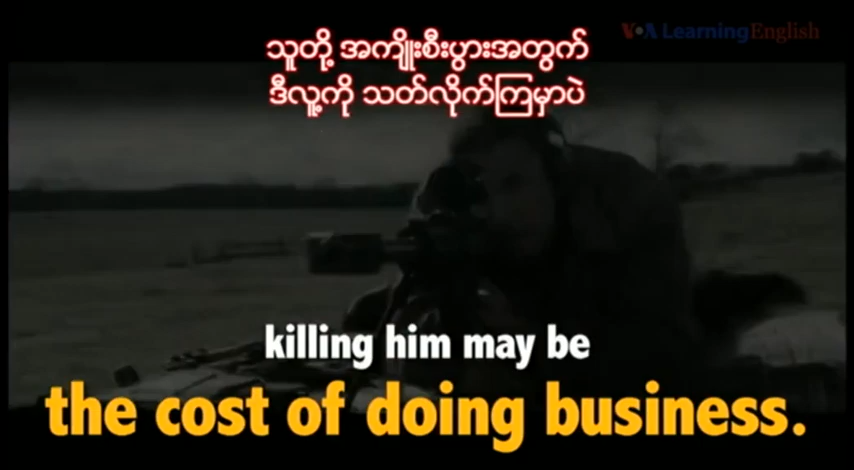 VOA Learning English
သူတို့ အကျိုးစီးပွားအတွက်
ဒီလူ့ကို သတ်လိုက်ကြမှာပဲ
killing him may be
the cost of doing business.